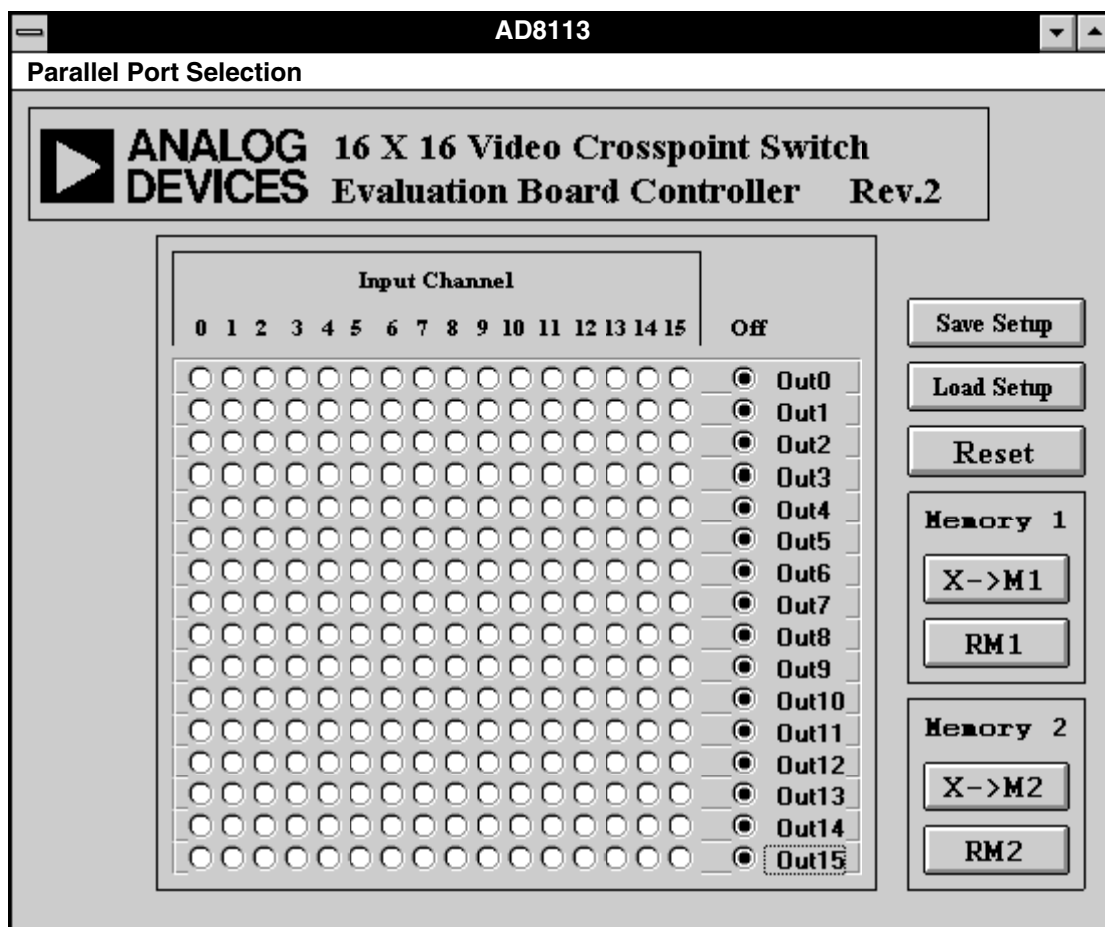 AD8113
Parallel Port Selection
ANALOG
DEVICES
16 X 16 Video Crosspoint Switch
Evaluation Board Controller Rev.2
Input Channel
0 1 2 3 4 5 6 7 8 9 10 11 12 13 14 15 Off
Out0
Out1
Out2
Out3
Out4
Out5
Out6
Out7
Out8
Out9
Out10
Out11
Out12
Out13
Out14
Out15
Save Setup
Load Setup
Reset
Memory 1
X->M1
RM1
Memory 2
X->M2
RM2